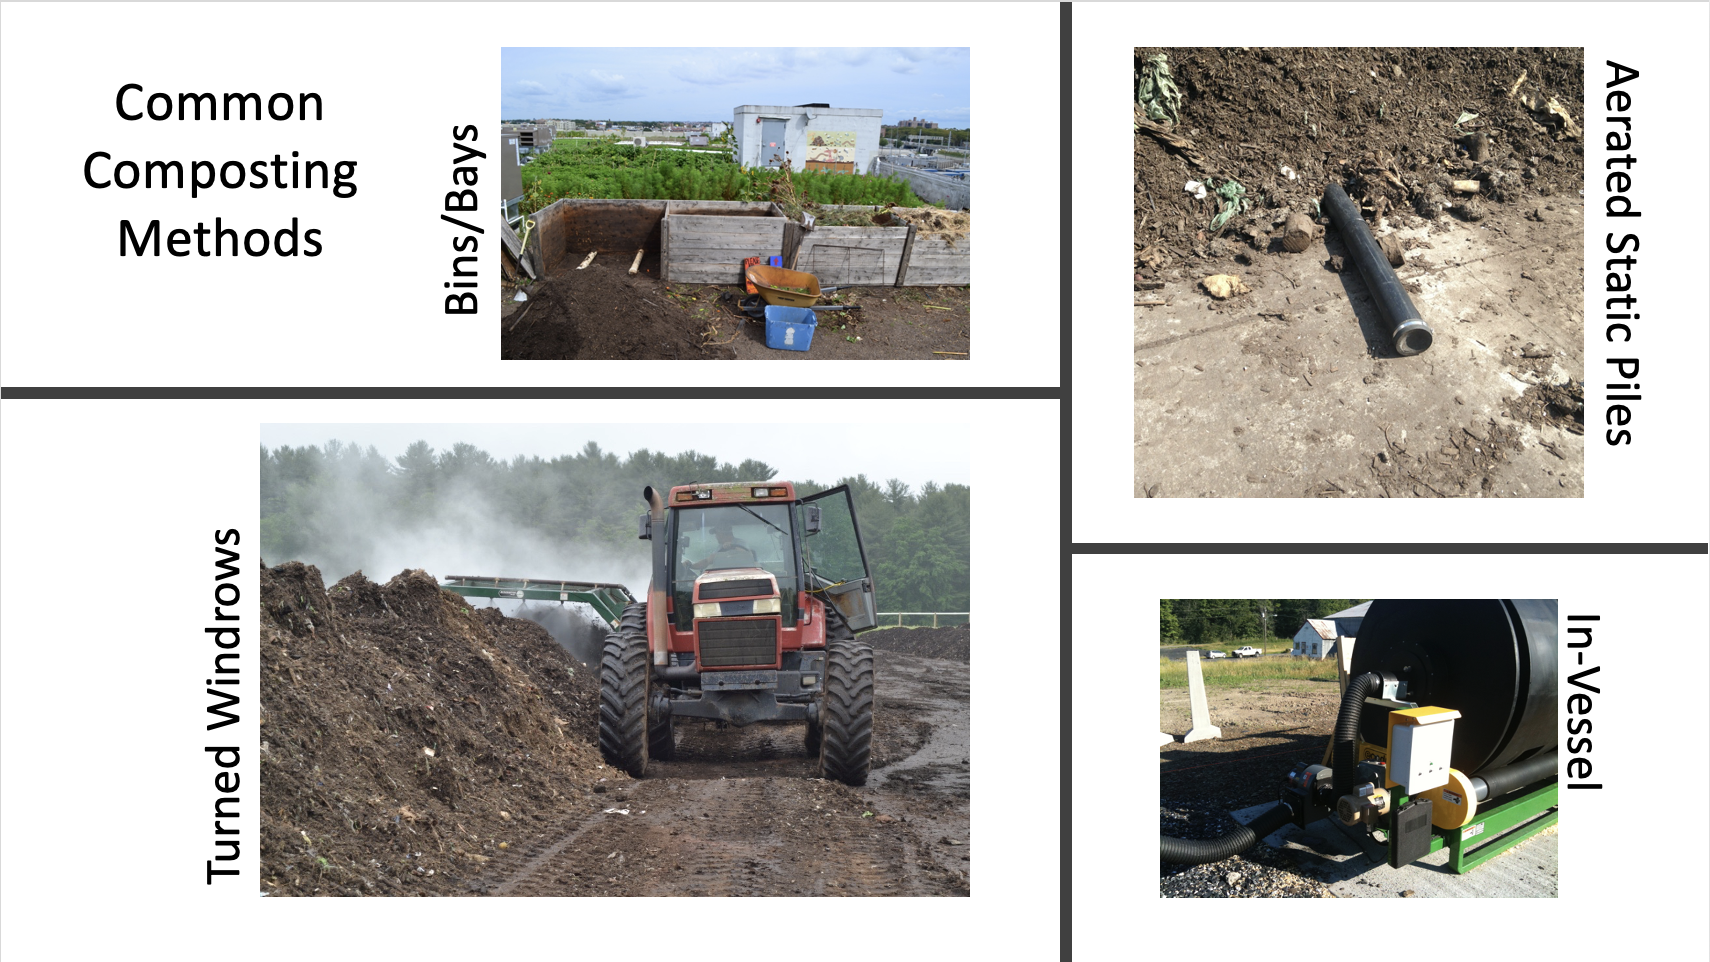 Common
Composting
Methods
Bins/Bays
Aerated Static Piles
Turned Windrows
In-Vessel